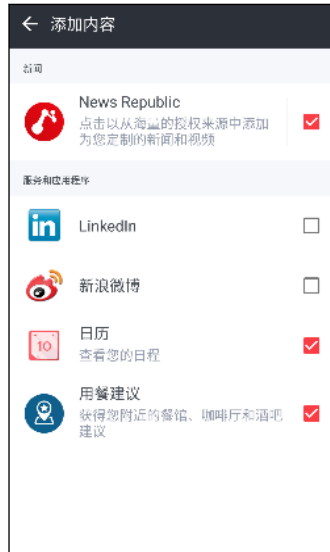 添加内容
新闻
News Republic
点击以从海量的授权来源中添加
为您定制的新闻和视频
服务和应用程序
in
LinkedIn
新浪微博
10
日历
查看您的日程
用餐建议
获得您附近的餐馆、咖啡厅和酒吧
建议